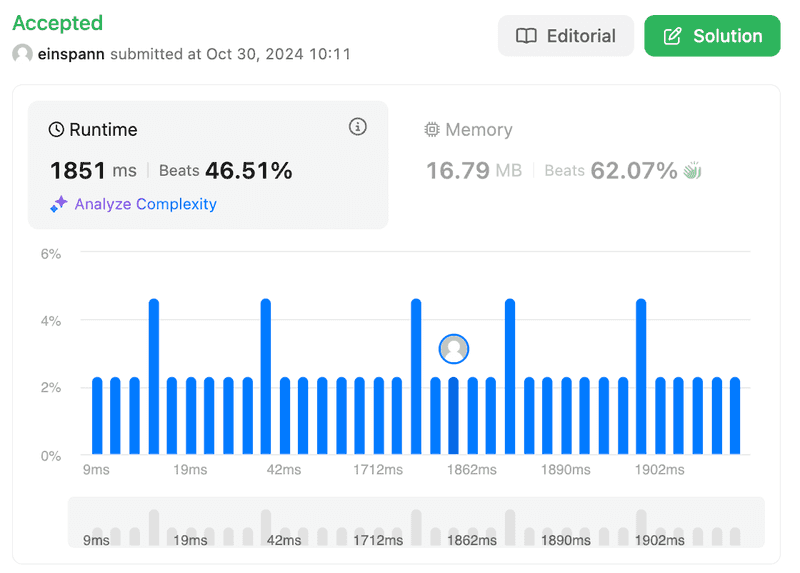 Accepted
einspann submitted at Oct 30, 2024 10:11
Editorial
Solution
Runtime
1851 ms Beats 46.51%
Analyze Complexity
Memory
16.79 MB Beats 62.07%
6%
4%
2%
0%
9ms 19ms 42ms 1712ms 1862ms 1890ms 1902ms
9ms 19ms 42ms 1712ms 1862ms 1890ms 1902ms